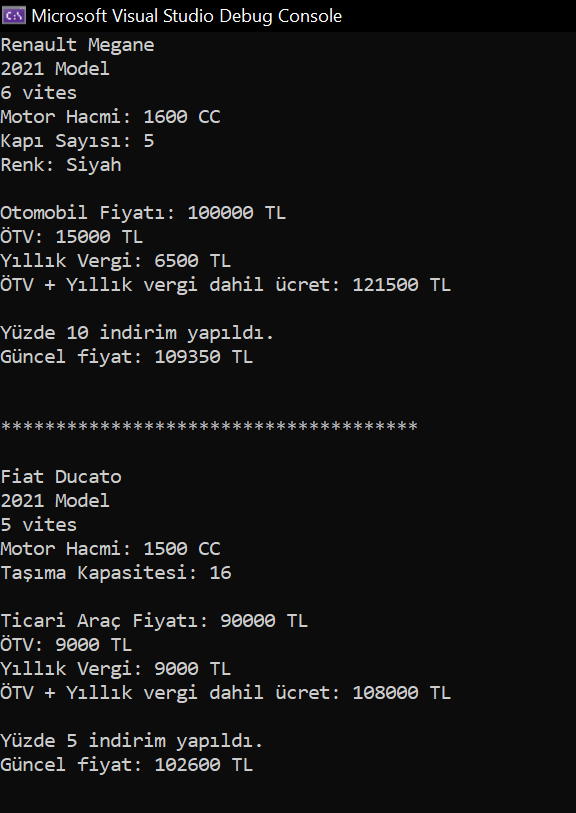 Microsoft Visual Studio Debug Console
Renault Megane
2021 Model
6 vites
Motor Hacmi: 1600 CC
Kapı Sayısı: 5
Renk: Siyah
Otomobil Fiyatı: 100000 TL
ÖTV: 15000 TL
Yıllık Vergi: 6500 TL
ÖTV + Yıllık vergi dahil ücret: 121500 TL
Yüzde 10 indirim yapıldı.
Güncel fiyat: 109350 TL
**************************************
Fiat Ducato
2021 Model
5 vites
Motor Hacmi: 1500 CC
Taşıma Kapasitesi: 16
Ticari Araç Fiyatı: 90000 TL
ÖTV: 9000 TL
Yıllık Vergi: 9000 TL
ÖTV + Yıllık vergi dahil ücret: 108000 TL
Yüzde 5 indirim yapıldı.
Güncel fiyat: 102600 TL